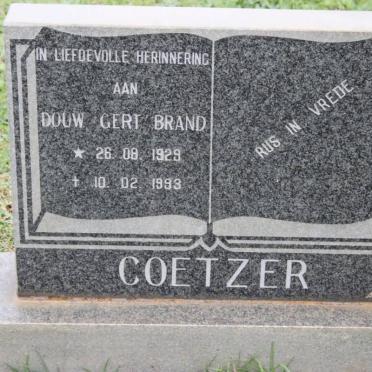 IN LIEFDEVOLLE HERINNERING
AAN
DOUW GERT BRAND
★ 26.08.1929
† 10.02.1993
RUS IN VREDE
COETZER